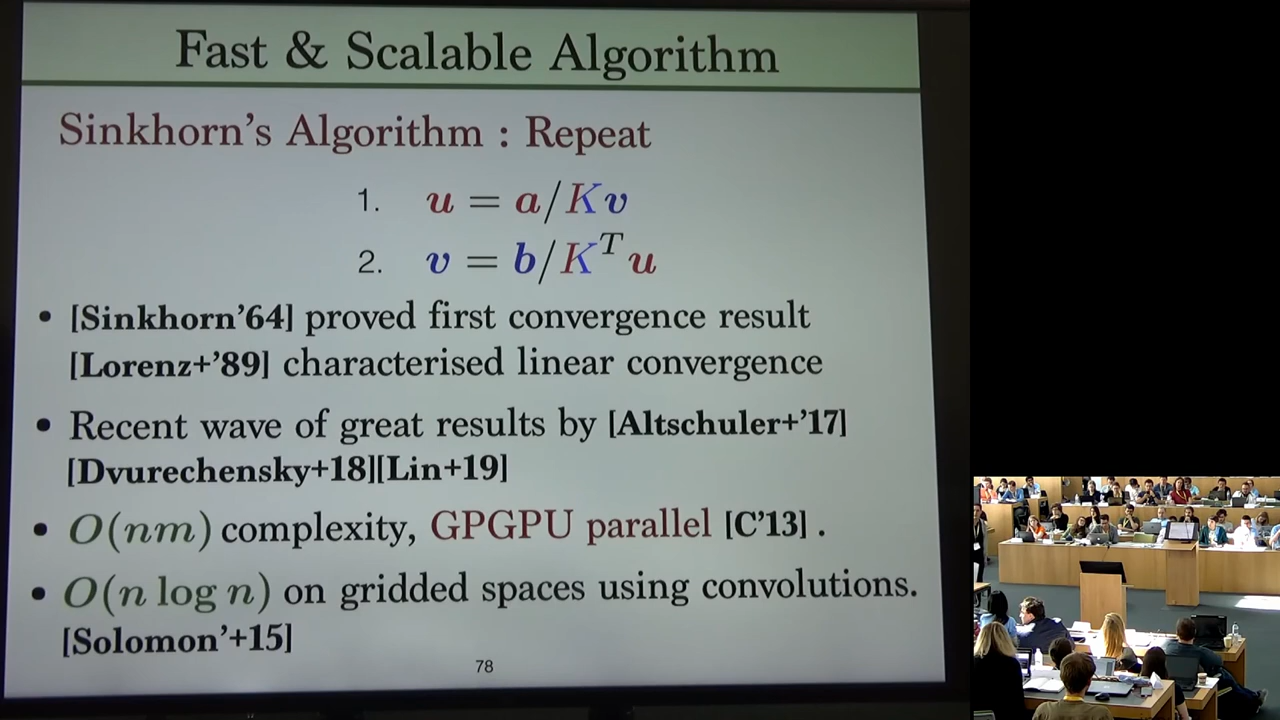 Fast & Scalable Algorithm
Sinkhorn's Algorithm : Repeat
1. u = a/Kv
2. v = b/K^T u
• [Sinkhorn'64] proved first convergence result
[Lorenz+'89] characterised linear convergence
• Recent wave of great results by [Altschuler+'17]
[Dvurechensky+18][Lin+19]
• O(nm) complexity, GPGPU parallel [C'13] .
• O(n log n) on gridded spaces using convolutions.
[Solomon'+15]
78